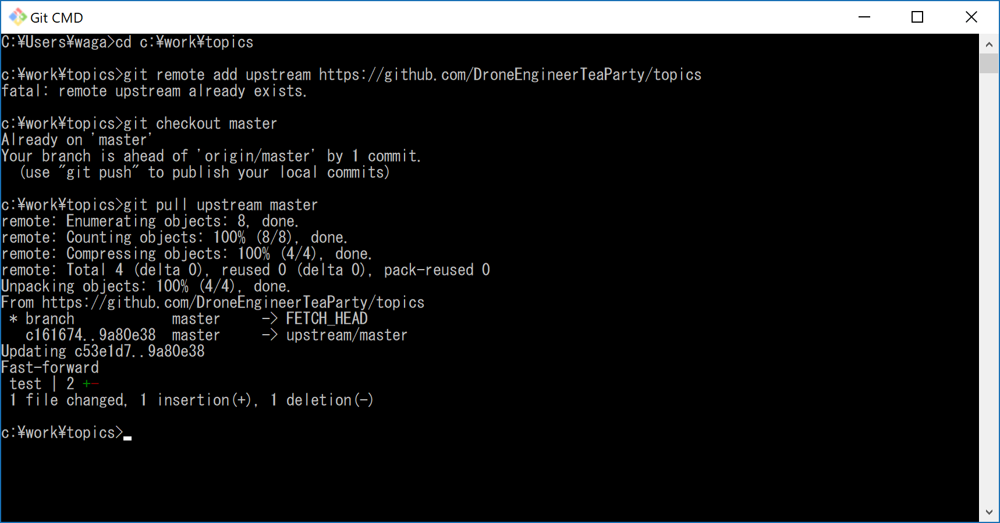 Git CMD
C:¥Users¥waga>cd c:¥work¥topics
c:¥work¥topics>git remote add upstream https://github.com/DroneEngineerTeaParty/topics
fatal: remote upstream already exists.
c:¥work¥topics>git checkout master
Already on 'master'
Your branch is ahead of 'origin/master' by 1 commit.
  (use "git push" to publish your local commits)
c:¥work¥topics>git pull upstream master
remote: Enumerating objects: 8, done.
remote: Counting objects: 100% (8/8), done.
remote: Compressing objects: 100% (4/4), done.
remote: Total 4 (delta 0), reused 0 (delta 0), pack-reused 0
Unpacking objects: 100% (4/4), done.
From https://github.com/DroneEngineerTeaParty/topics
 * branch            master     -> FETCH_HEAD
   c161674..9a80e38  master     -> upstream/master
Updating c53e1d7..9a80e38
Fast-forward
 test | 2 +-
 1 file changed, 1 insertion(+), 1 deletion(-)
c:¥work¥topics>